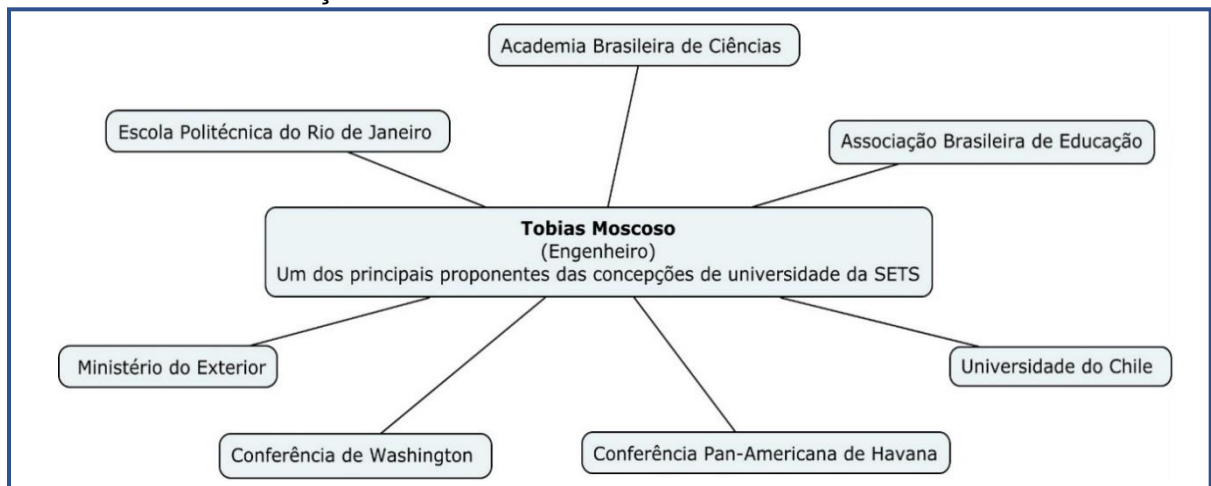 Academia Brasileira de Ciências
Escola Politécnica do Rio de Janeiro
Associação Brasileira de Educação
Tobias Moscoso
(Engenheiro)
Um dos principais proponentes das concepções de universidade da SETS
Ministério do Exterior
Universidade do Chile
Conferência de Washington
Conferência Pan-Americana de Havana